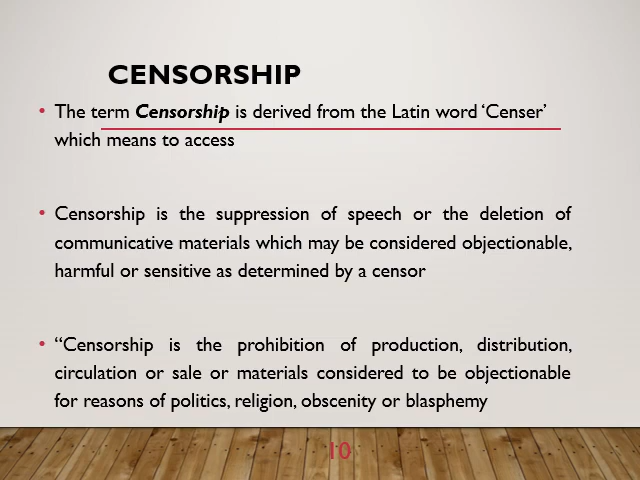 CENSORSHIP
• The term Censorship is derived from the Latin word ‘Censer’
which means to access
• Censorship is the suppression of speech or the deletion of
communicative materials which may be considered objectionable,
harmful or sensitive as determined by a censor
• “Censorship is the prohibition of production, distribution,
circulation or sale or materials considered to be objectionable
for reasons of politics, religion, obscenity or blasphemy
10